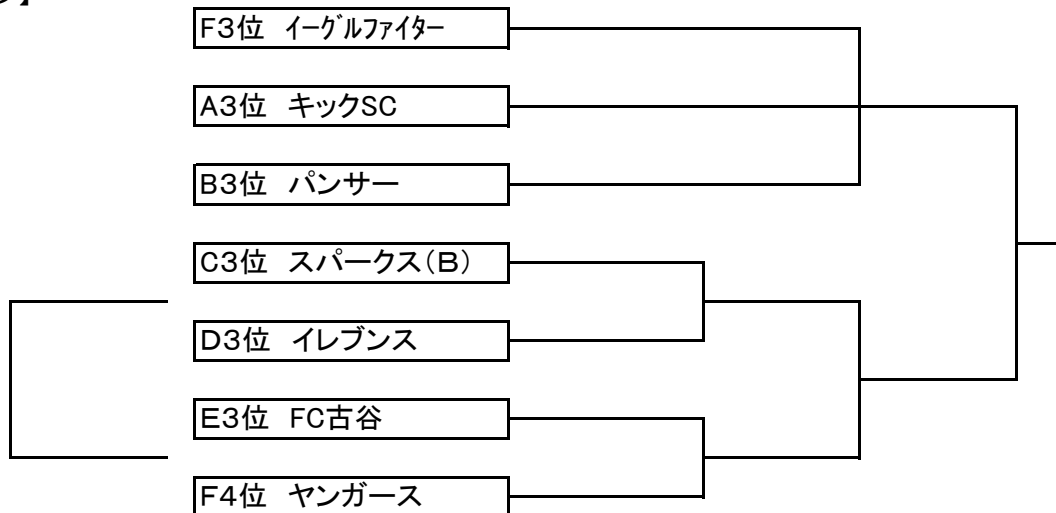 F3位 イーグルファイター
A3位 キックSC
B3位 パンサー
C3位 スパークス(B)
D3位 イレブンス
E3位 FC古谷
F4位 ヤンガース